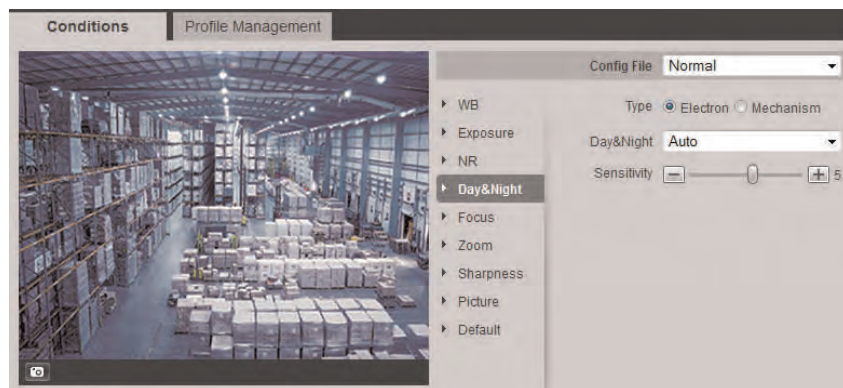 Conditions
Profile Management
Config File Normal
WB
Exposure
NR
Day&Night
Focus
Zoom
Sharpness
Picture
Default
Type Electron Mechanism
Day&Night Auto
Sensitivity 5